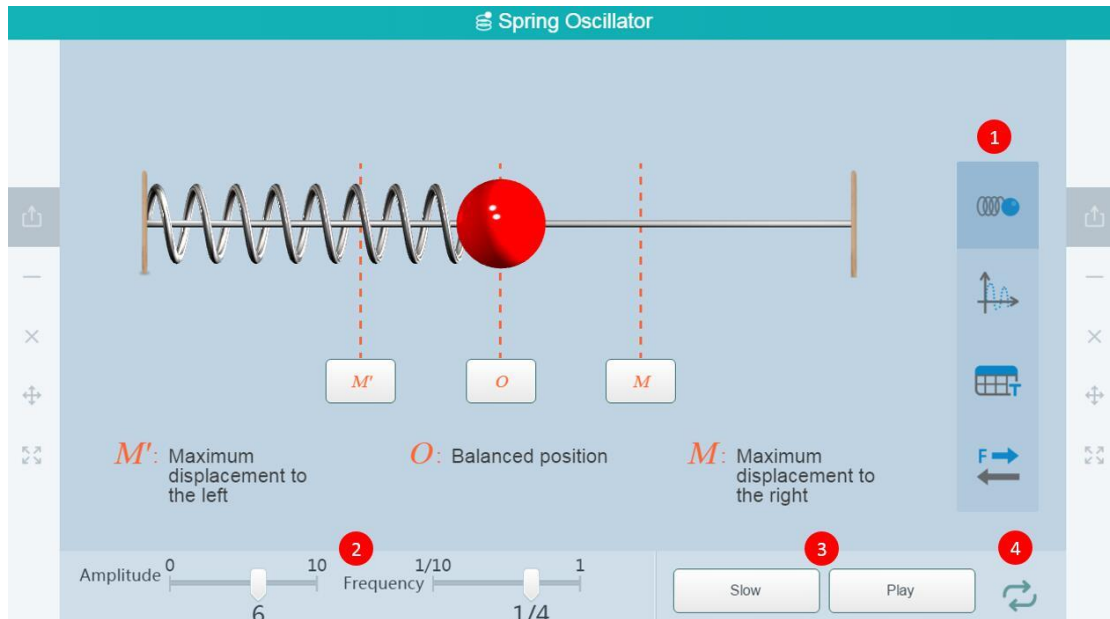 Spring Oscillator
1
M'
O
M
M': Maximum
displacement to
the left
O: Balanced position
M: Maximum
displacement to
the right
T
F
Amplitude
0
10
6
2
Frequency
1/10
1
1/4
3
Slow
Play
4